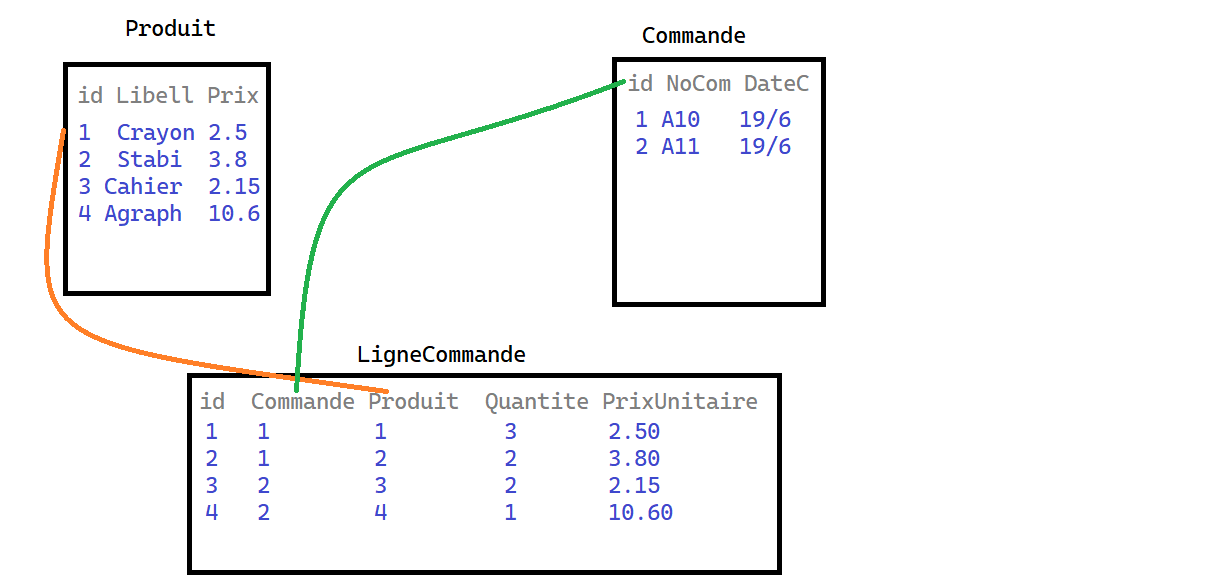 Produit
id Libell Prix
1 Crayon 2.5
2 Stabi 3.8
3 Cahier 2.15
4 Agraph 10.6
Commande
id NoCom DateC
1 A10 19/6
2 A11 19/6
LigneCommande
id Commande Produit Quantite PrixUnitaire
1 1 1 3 2.50
2 1 2 2 3.80
3 2 3 2 2.15
4 2 4 1 10.60